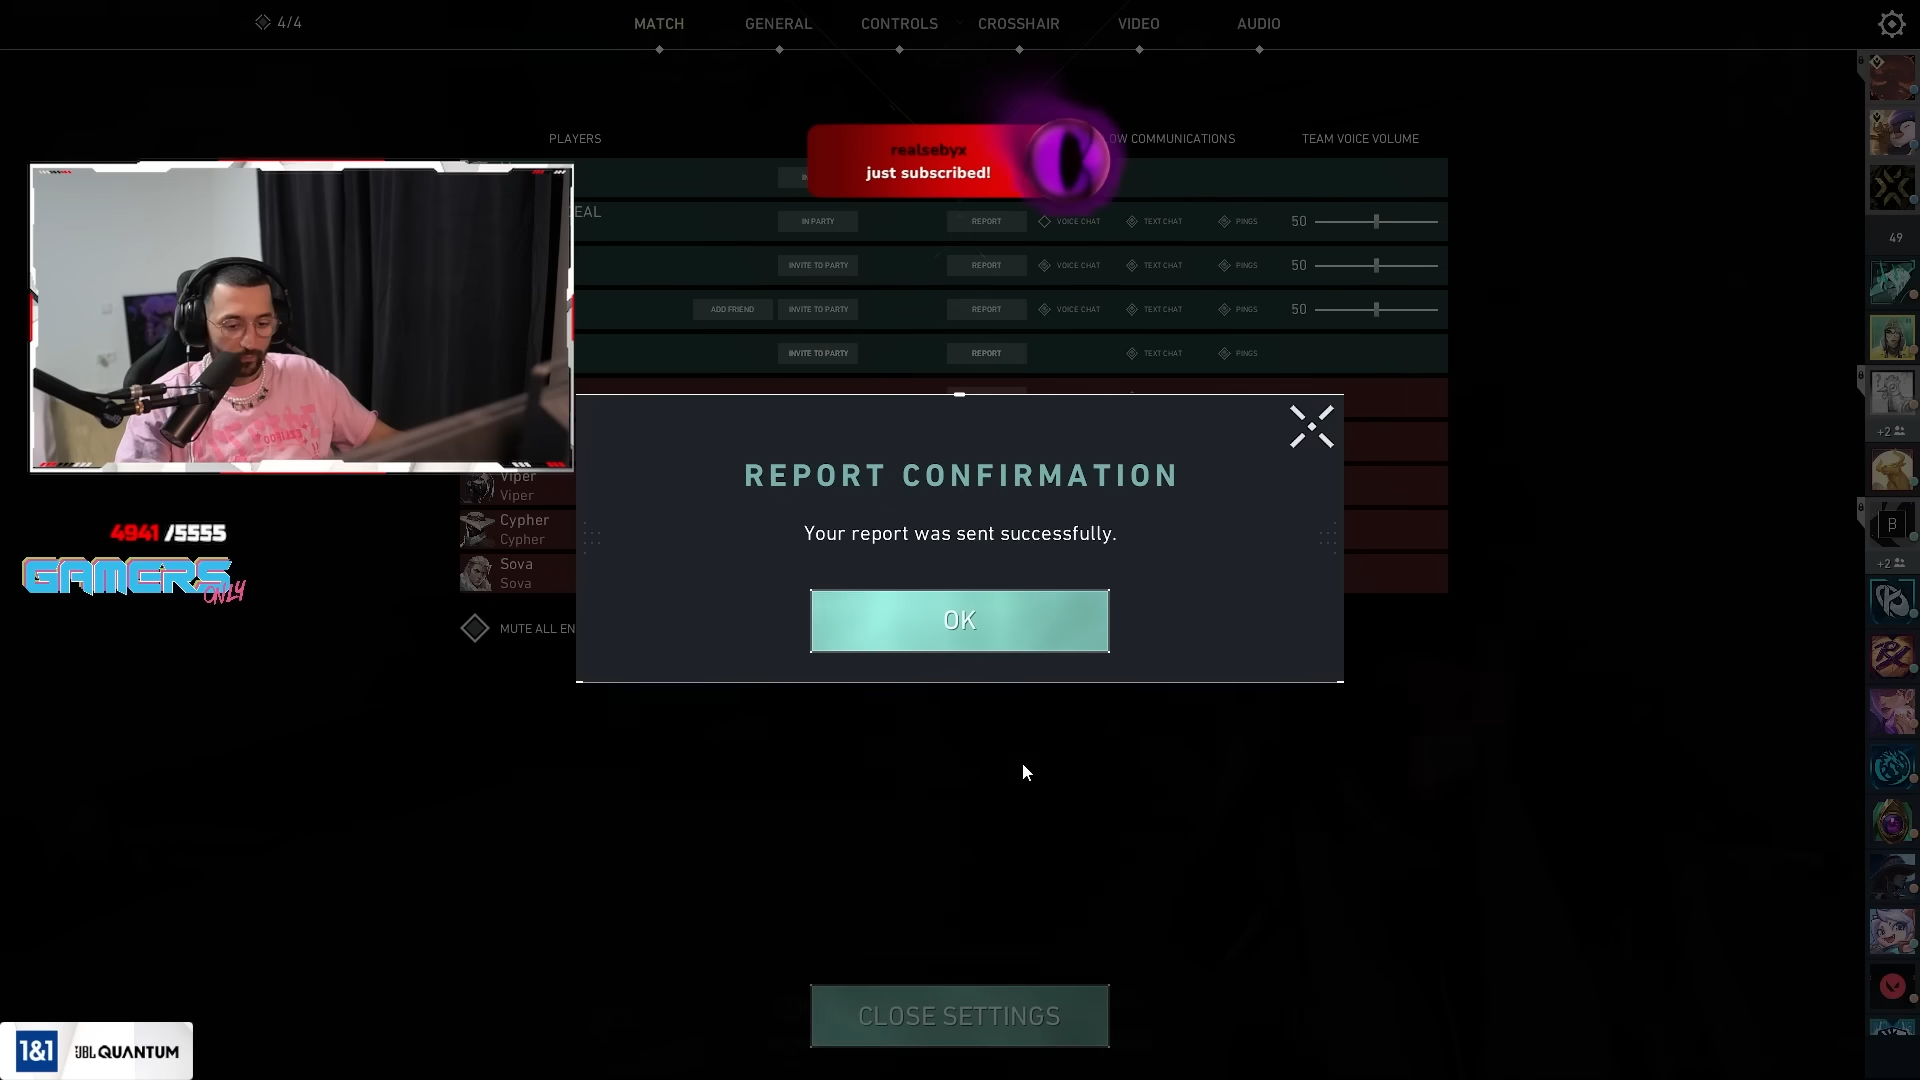 4/4
MATCH
GENERAL
CONTROLS
CROSSHAIR
VIDEO
AUDIO
PLAYERS
OW COMMUNICATIONS
TEAM VOICE VOLUME
realsebyx
just subscribed!
EAL
IN PARTY
REPORT
VOICE CHAT
TEXT CHAT
PINGS
50
INVITE TO PARTY
REPORT
VOICE CHAT
TEXT CHAT
PINGS
50
ADD FRIEND
INVITE TO PARTY
REPORT
VOICE CHAT
TEXT CHAT
PINGS
50
INVITE TO PARTY
REPORT
TEXT CHAT
PINGS
REPORT CONFIRMATION
Your report was sent successfully.
OK
Viper
Viper
Cypher
Cypher
Sova
Sova
MUTE ALL EN
4941 /5555
GAMERS
ONLY
49
+2
B
+2
CLOSE SETTINGS
1&1
JBL QUANTUM